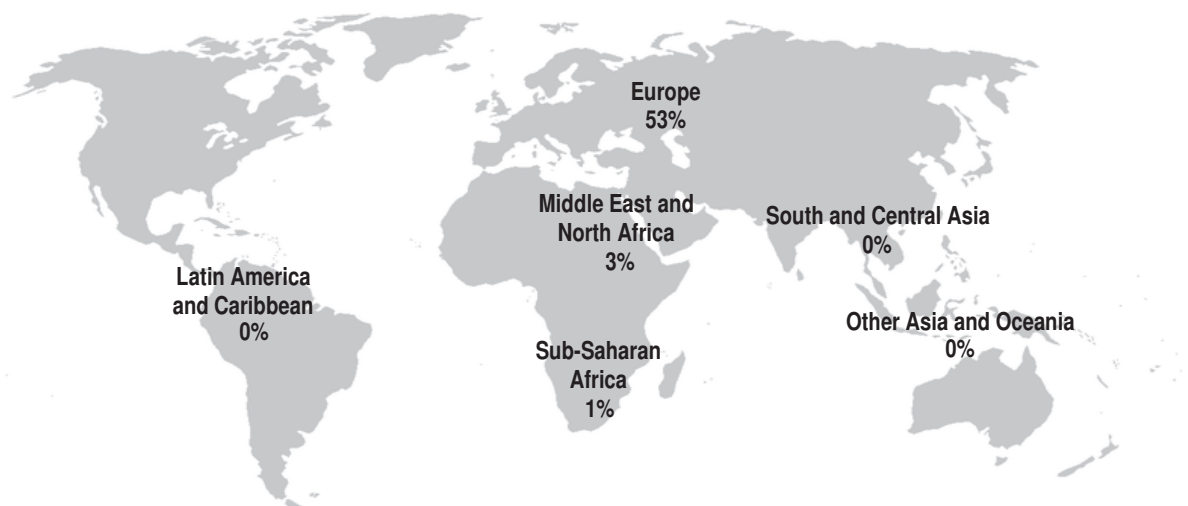 Europe
53%
Middle East and
North Africa
3%
South and Central Asia
0%
Latin America
and Caribbean
0%
Other Asia and Oceania
0%
Sub-Saharan
Africa
1%